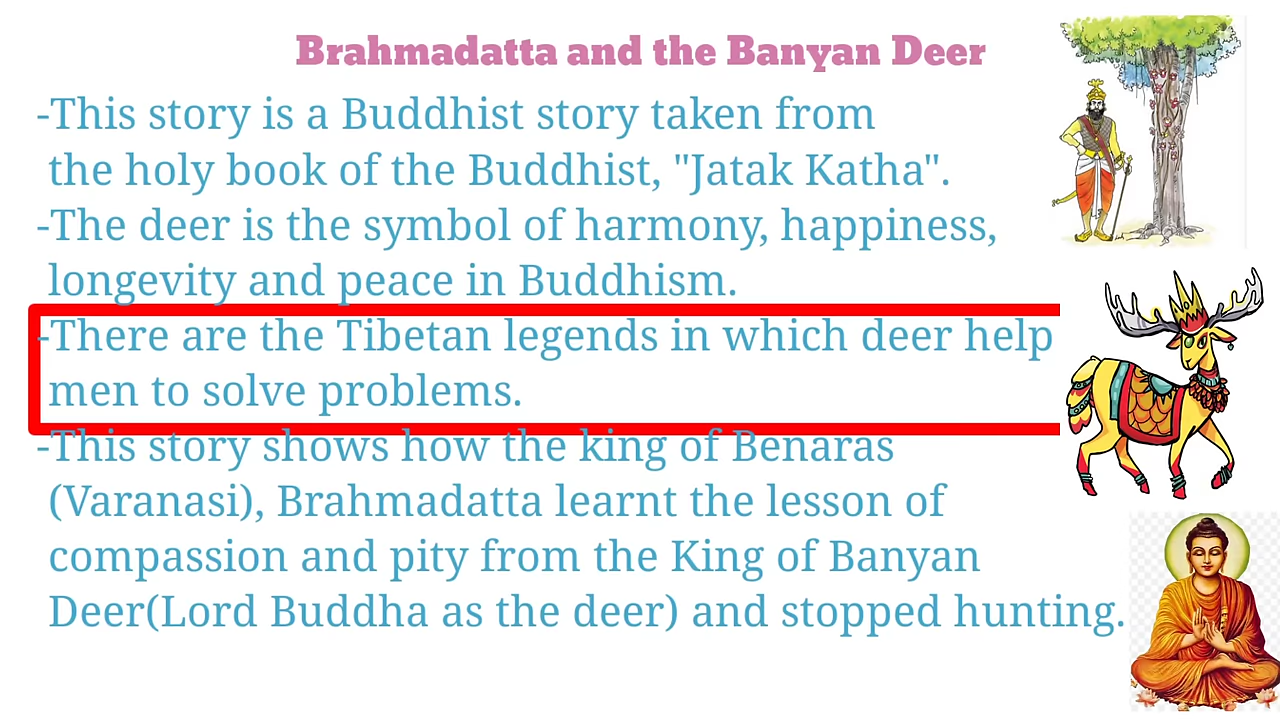 Brahmadatta and the Banyan Deer
-This story is a Buddhist story taken from
the holy book of the Buddhist, "Jatak Katha".
-The deer is the symbol of harmony, happiness,
longevity and peace in Buddhism.
-There are the Tibetan legends in which deer help
men to solve problems.
-This story shows how the king of Benaras
(Varanasi), Brahmadatta learnt the lesson of
compassion and pity from the King of Banyan
Deer(Lord Buddha as the deer) and stopped hunting.